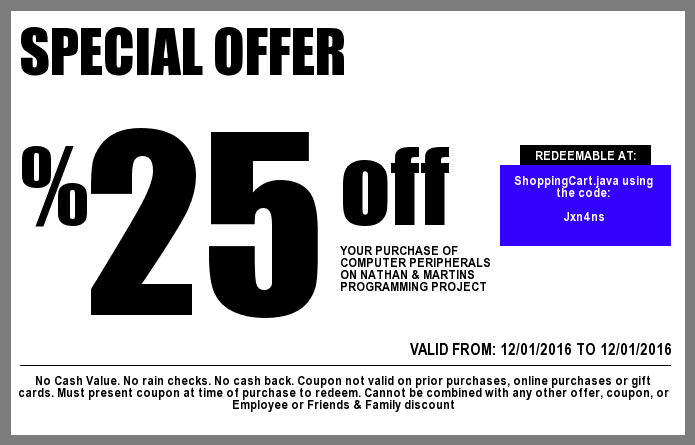 SPECIAL OFFER
%25 off
REDEEMABLE AT:
ShoppingCart.java using
the code:
Jxn4ns
YOUR PURCHASE OF
COMPUTER PERIPHERALS
ON NATHAN & MARTINS
PROGRAMMING PROJECT
VALID FROM: 12/01/2016 TO 12/01/2016
No Cash Value. No rain checks. No cash back. Coupon not valid on prior purchases, online purchases or gift
cards. Must present coupon at time of purchase to redeem. Cannot be combined with any other offer, coupon, or
Employee or Friends & Family discount